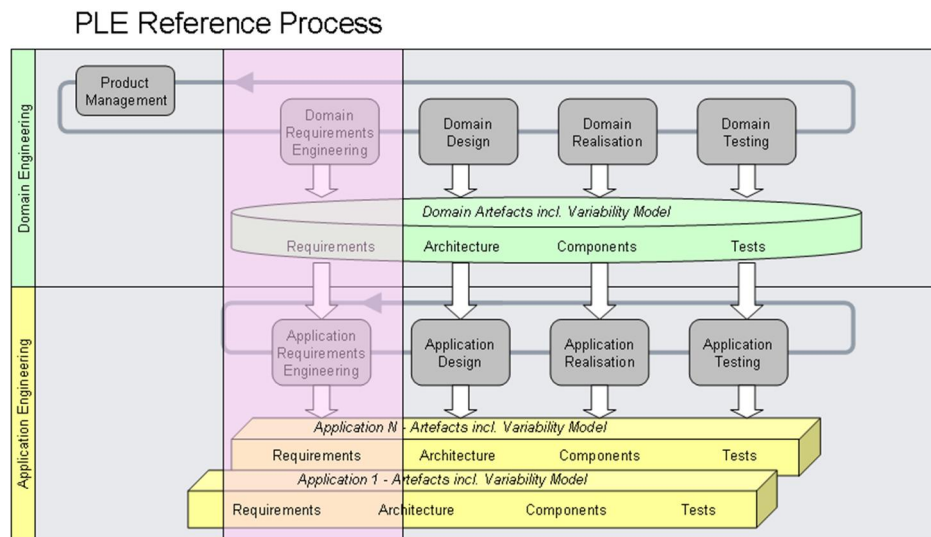 PLE Reference Process
Domain Engineering
Product
Management
Domain
Requirements
Engineering
Domain
Design
Domain
Realisation
Domain
Testing
Domain Artefacts incl. Variability Model
Requirements
Architecture
Components
Tests
Application Engineering
Application
Requirements
Engineering
Application
Design
Application
Realisation
Application
Testing
Application N - Artefacts incl. Variability Model
Requirements
Architecture
Components
Tests
Application 1 - Artefacts incl. Variability Model
Requirements
Architecture
Components
Tests